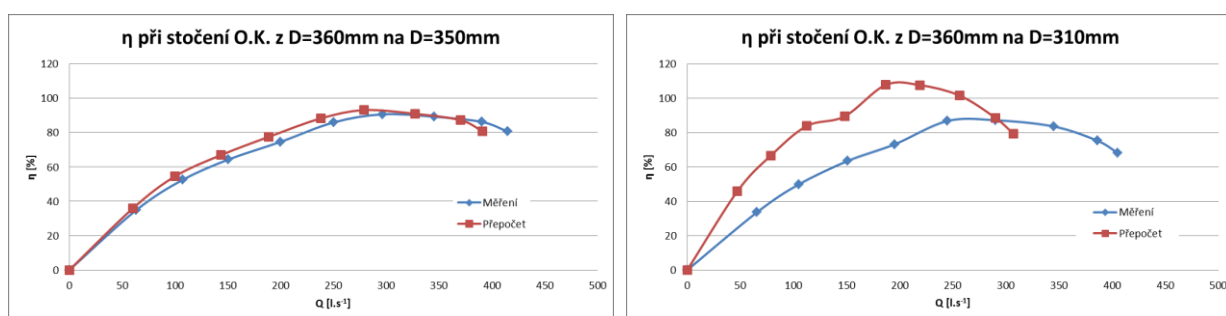 η při stočení O.K. z D=360mm na D=350mm
120
100
80
60
40
20
0
η [%]
0 50 100 150 200 250 300 350 400 450 500
Q [l.s-1]
Měření
Přepočet
η při stočení O.K. z D=360mm na D=310mm
120
100
80
60
40
20
0
η [%]
0 50 100 150 200 250 300 350 400 450 500
Q [l.s-1]
Měření
Přepočet